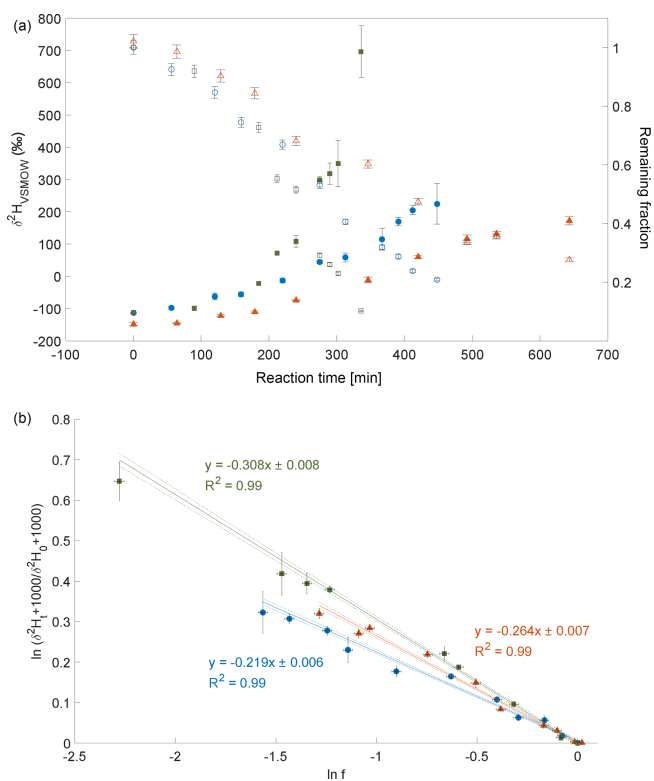 (a)
800
700
600
500
400
300
200
100
0
-100
-200
δ²H_VSMOW (‰)
1
0.8
0.6
0.4
0.2
Remaining fraction
-100 0 100 200 300 400 500 600 700
Reaction time [min]
(b)
0.8
0.7
0.6
0.5
0.4
0.3
0.2
0.1
0
ln (δ²H_t+1000/δ²H_0+1000)
y = -0.308x ± 0.008
R² = 0.99
y = -0.264x ± 0.007
R² = 0.99
y = -0.219x ± 0.006
R² = 0.99
-2.5 -2 -1.5 -1 -0.5 0
ln f